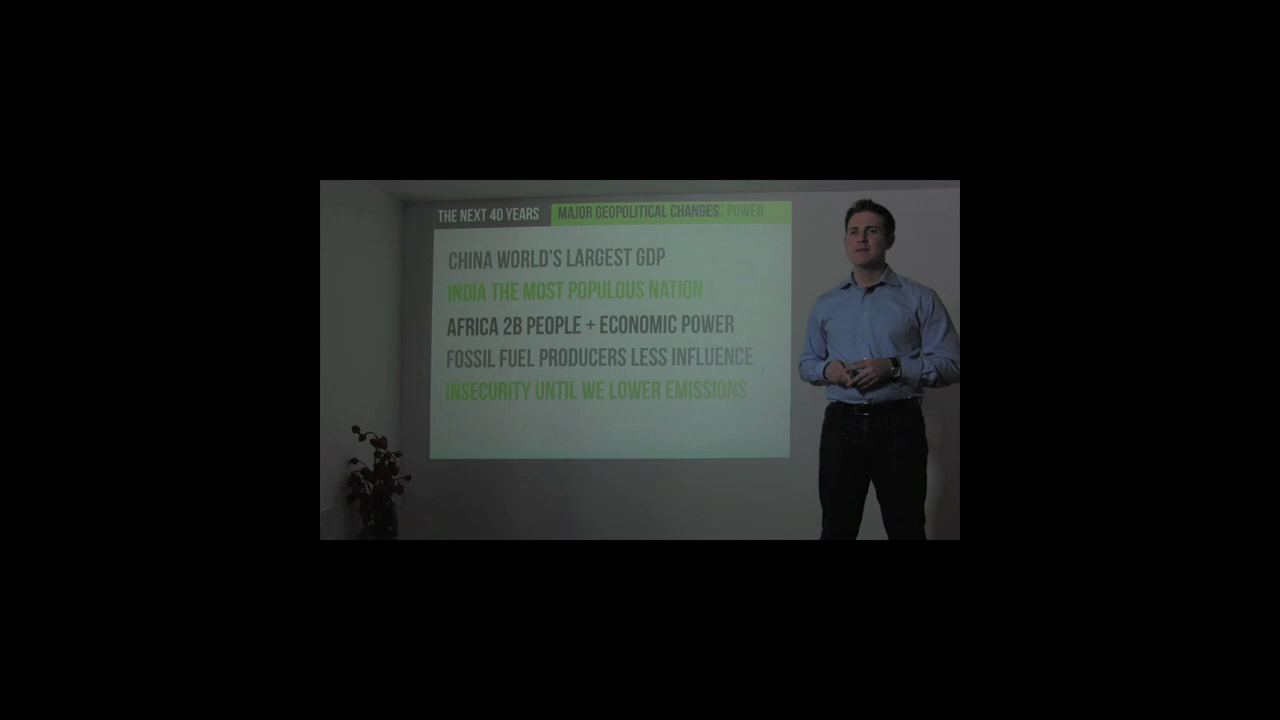 THE NEXT 40 YEARS
MAJOR GEOPOLITICAL CHANGES POWER
CHINA WORLD'S LARGEST GDP
INDIA THE MOST POPULOUS NATION
AFRICA 2B PEOPLE + ECONOMIC POWER
FOSSIL FUEL PRODUCERS LESS INFLUENCE
INSECURITY UNTIL WE LOWER EMISSIONS